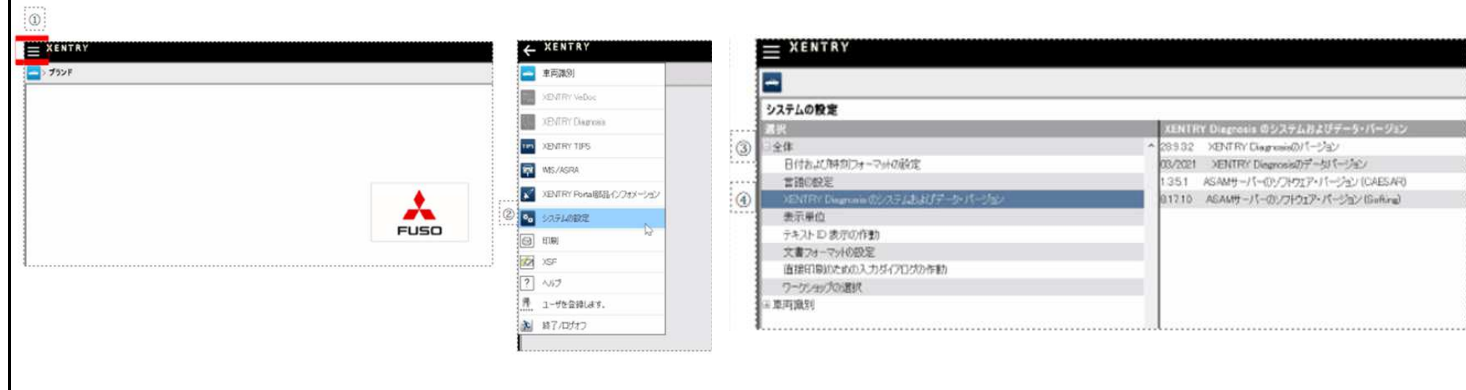 ①
XENTRY
> ブランド
FUSO
XENTRY
車両識別
XENTRY VeDoc
XENTRY Diagnosis
TIPS XENTRY TIPS
WIS/ASRA
XENTRY Portal部品インフォメーション
② システムの設定
印刷
XSF
? ヘルプ
ユーザを登録します。
終了/ログオフ
XENTRY
システムの設定
選択
③ 全体
日付および時刻フォーマットの設定
言語の設定
④ XENTRY Diagnosis のシステムおよびデータ・バージョン
表示単位
テキスト ID 表示の作動
文書フォーマットの設定
直接印刷のための入力ダイアログの作動
ワークショップの選択
車両識別
XENTRY Diagnosis のシステムおよびデータ・バージョン
XENTRY Diagnosisのバージョン
03/2021 XENTRY Diagnosisのデータバージョン
ASAMサーバーのソフトウェア・バージョン (CAESAR)
ASAMサーバーのソフトウェア・バージョン (Softing)